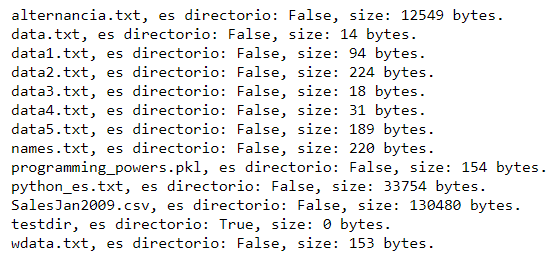 alternancia.txt, es directorio: False, size: 12549 bytes.
data.txt, es directorio: False, size: 14 bytes.
data1.txt, es directorio: False, size: 94 bytes.
data2.txt, es directorio: False, size: 224 bytes.
data3.txt, es directorio: False, size: 18 bytes.
data4.txt, es directorio: False, size: 31 bytes.
data5.txt, es directorio: False, size: 189 bytes.
names.txt, es directorio: False, size: 220 bytes.
programming_powers.pkl, es directorio: False, size: 154 bytes.
python_es.txt, es directorio: False, size: 33754 bytes.
SalesJan2009.csv, es directorio: False, size: 130480 bytes.
testdir, es directorio: True, size: 0 bytes.
wdata.txt, es directorio: False, size: 153 bytes.